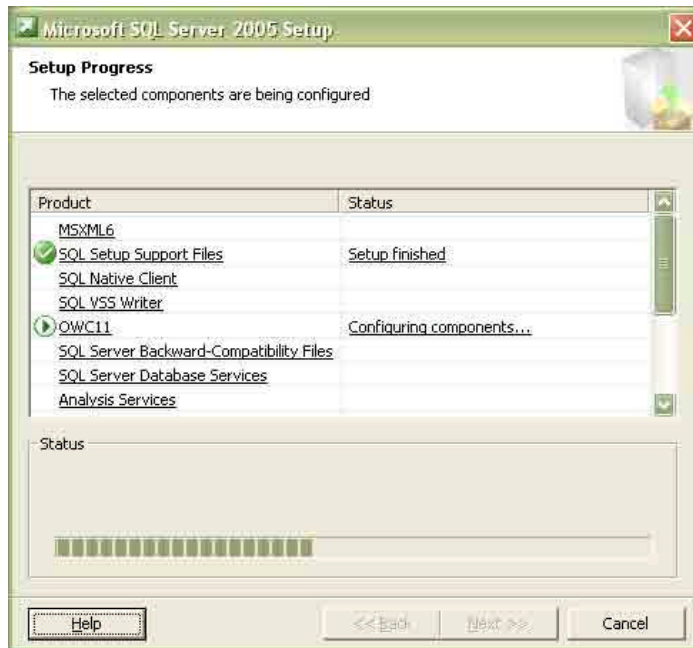 Microsoft SQL Server 2005 Setup
Setup Progress
The selected components are being configured
Product Status
MSXML6
SQL Setup Support Files Setup finished
SQL Native Client
SQL VSS Writer
OWC11 Configuring components...
SQL Server Backward-Compatibility Files
SQL Server Database Services
Analysis Services
Status
Help << Back Next >> Cancel